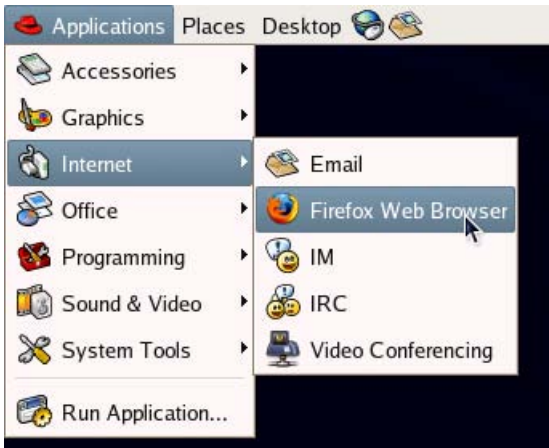 Applications Places Desktop
Accessories
Graphics
Internet
Office
Programming
Sound & Video
System Tools
Run Application...
Email
Firefox Web Browser
IM
IRC
Video Conferencing